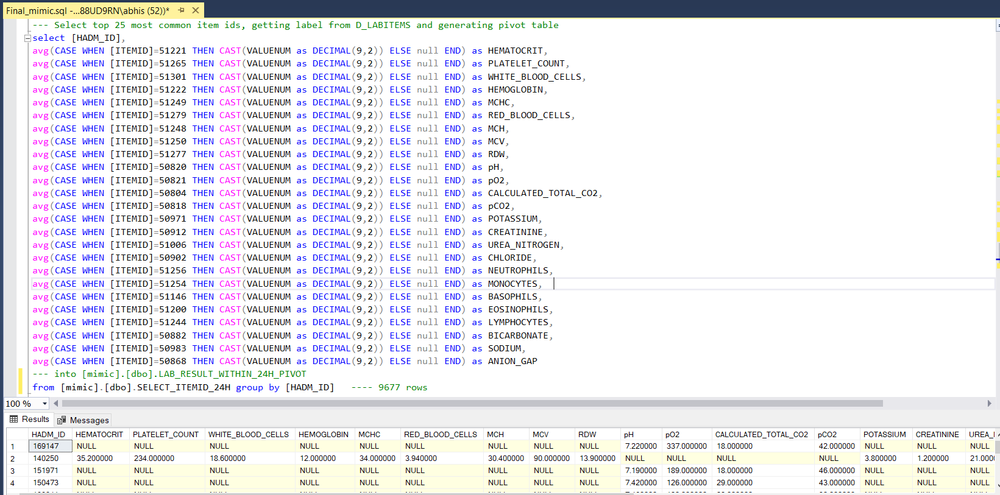 Final_mimic.sql -...88UD9RN\abhis (52))*
--- Select top 25 most common item ids, getting label from D_LABITEMS and generating pivot table
select [HADM_ID],
avg(CASE WHEN [ITEMID]=51221 THEN CAST(VALUENUM as DECIMAL(9,2)) ELSE null END) as HEMATOCRIT,
avg(CASE WHEN [ITEMID]=51265 THEN CAST(VALUENUM as DECIMAL(9,2)) ELSE null END) as PLATELET_COUNT,
avg(CASE WHEN [ITEMID]=51301 THEN CAST(VALUENUM as DECIMAL(9,2)) ELSE null END) as WHITE_BLOOD_CELLS,
avg(CASE WHEN [ITEMID]=51222 THEN CAST(VALUENUM as DECIMAL(9,2)) ELSE null END) as HEMOGLOBIN,
avg(CASE WHEN [ITEMID]=51249 THEN CAST(VALUENUM as DECIMAL(9,2)) ELSE null END) as MCHC,
avg(CASE WHEN [ITEMID]=51279 THEN CAST(VALUENUM as DECIMAL(9,2)) ELSE null END) as RED_BLOOD_CELLS,
avg(CASE WHEN [ITEMID]=51248 THEN CAST(VALUENUM as DECIMAL(9,2)) ELSE null END) as MCH,
avg(CASE WHEN [ITEMID]=51250 THEN CAST(VALUENUM as DECIMAL(9,2)) ELSE null END) as MCV,
avg(CASE WHEN [ITEMID]=51277 THEN CAST(VALUENUM as DECIMAL(9,2)) ELSE null END) as RDW,
avg(CASE WHEN [ITEMID]=50820 THEN CAST(VALUENUM as DECIMAL(9,2)) ELSE null END) as pH,
avg(CASE WHEN [ITEMID]=50821 THEN CAST(VALUENUM as DECIMAL(9,2)) ELSE null END) as pO2,
avg(CASE WHEN [ITEMID]=50804 THEN CAST(VALUENUM as DECIMAL(9,2)) ELSE null END) as CALCULATED_TOTAL_CO2,
avg(CASE WHEN [ITEMID]=50818 THEN CAST(VALUENUM as DECIMAL(9,2)) ELSE null END) as pCO2,
avg(CASE WHEN [ITEMID]=50971 THEN CAST(VALUENUM as DECIMAL(9,2)) ELSE null END) as POTASSIUM,
avg(CASE WHEN [ITEMID]=50912 THEN CAST(VALUENUM as DECIMAL(9,2)) ELSE null END) as CREATININE,
avg(CASE WHEN [ITEMID]=51006 THEN CAST(VALUENUM as DECIMAL(9,2)) ELSE null END) as UREA_NITROGEN,
avg(CASE WHEN [ITEMID]=50902 THEN CAST(VALUENUM as DECIMAL(9,2)) ELSE null END) as CHLORIDE,
avg(CASE WHEN [ITEMID]=51256 THEN CAST(VALUENUM as DECIMAL(9,2)) ELSE null END) as NEUTROPHILS,
avg(CASE WHEN [ITEMID]=51254 THEN CAST(VALUENUM as DECIMAL(9,2)) ELSE null END) as MONOCYTES,
avg(CASE WHEN [ITEMID]=51146 THEN CAST(VALUENUM as DECIMAL(9,2)) ELSE null END) as BASOPHILS,
avg(CASE WHEN [ITEMID]=51200 THEN CAST(VALUENUM as DECIMAL(9,2)) ELSE null END) as EOSINOPHILS,
avg(CASE WHEN [ITEMID]=51244 THEN CAST(VALUENUM as DECIMAL(9,2)) ELSE null END) as LYMPHOCYTES,
avg(CASE WHEN [ITEMID]=50882 THEN CAST(VALUENUM as DECIMAL(9,2)) ELSE null END) as BICARBONATE,
avg(CASE WHEN [ITEMID]=50983 THEN CAST(VALUENUM as DECIMAL(9,2)) ELSE null END) as SODIUM,
avg(CASE WHEN [ITEMID]=50868 THEN CAST(VALUENUM as DECIMAL(9,2)) ELSE null END) as ANION_GAP
--- into [mimic].[dbo].LAB_RESULT_WITHIN_24H_PIVOT
from [mimic].[dbo].SELECT_ITEMID_24H group by [HADM_ID] ---- 9677 rows
100 %
Results Messages
HADM_ID HEMATOCRIT PLATELET_COUNT WHITE_BLOOD_CELLS HEMOGLOBIN MCHC RED_BLOOD_CELLS MCH MCV RDW pH pO2 CALCULATED_TOTAL_CO2 pCO2 POTASSIUM CREATININE UREA_
1 169147 NULL NULL NULL NULL NULL NULL NULL NULL NULL 7.220000 337.000000 18.000000 42.000000 NULL NULL NULL
2 140250 35.200000 234.000000 18.600000 12.000000 34.000000 3.940000 30.400000 90.000000 13.900000 NULL NULL NULL NULL 3.800000 1.200000 21.000
3 151971 NULL NULL NULL NULL NULL NULL NULL NULL NULL 7.190000 189.000000 18.000000 46.000000 NULL NULL NULL
4 150473 NULL NULL NULL NULL NULL NULL NULL NULL NULL 7.420000 126.000000 29.000000 43.000000 NULL NULL NULL